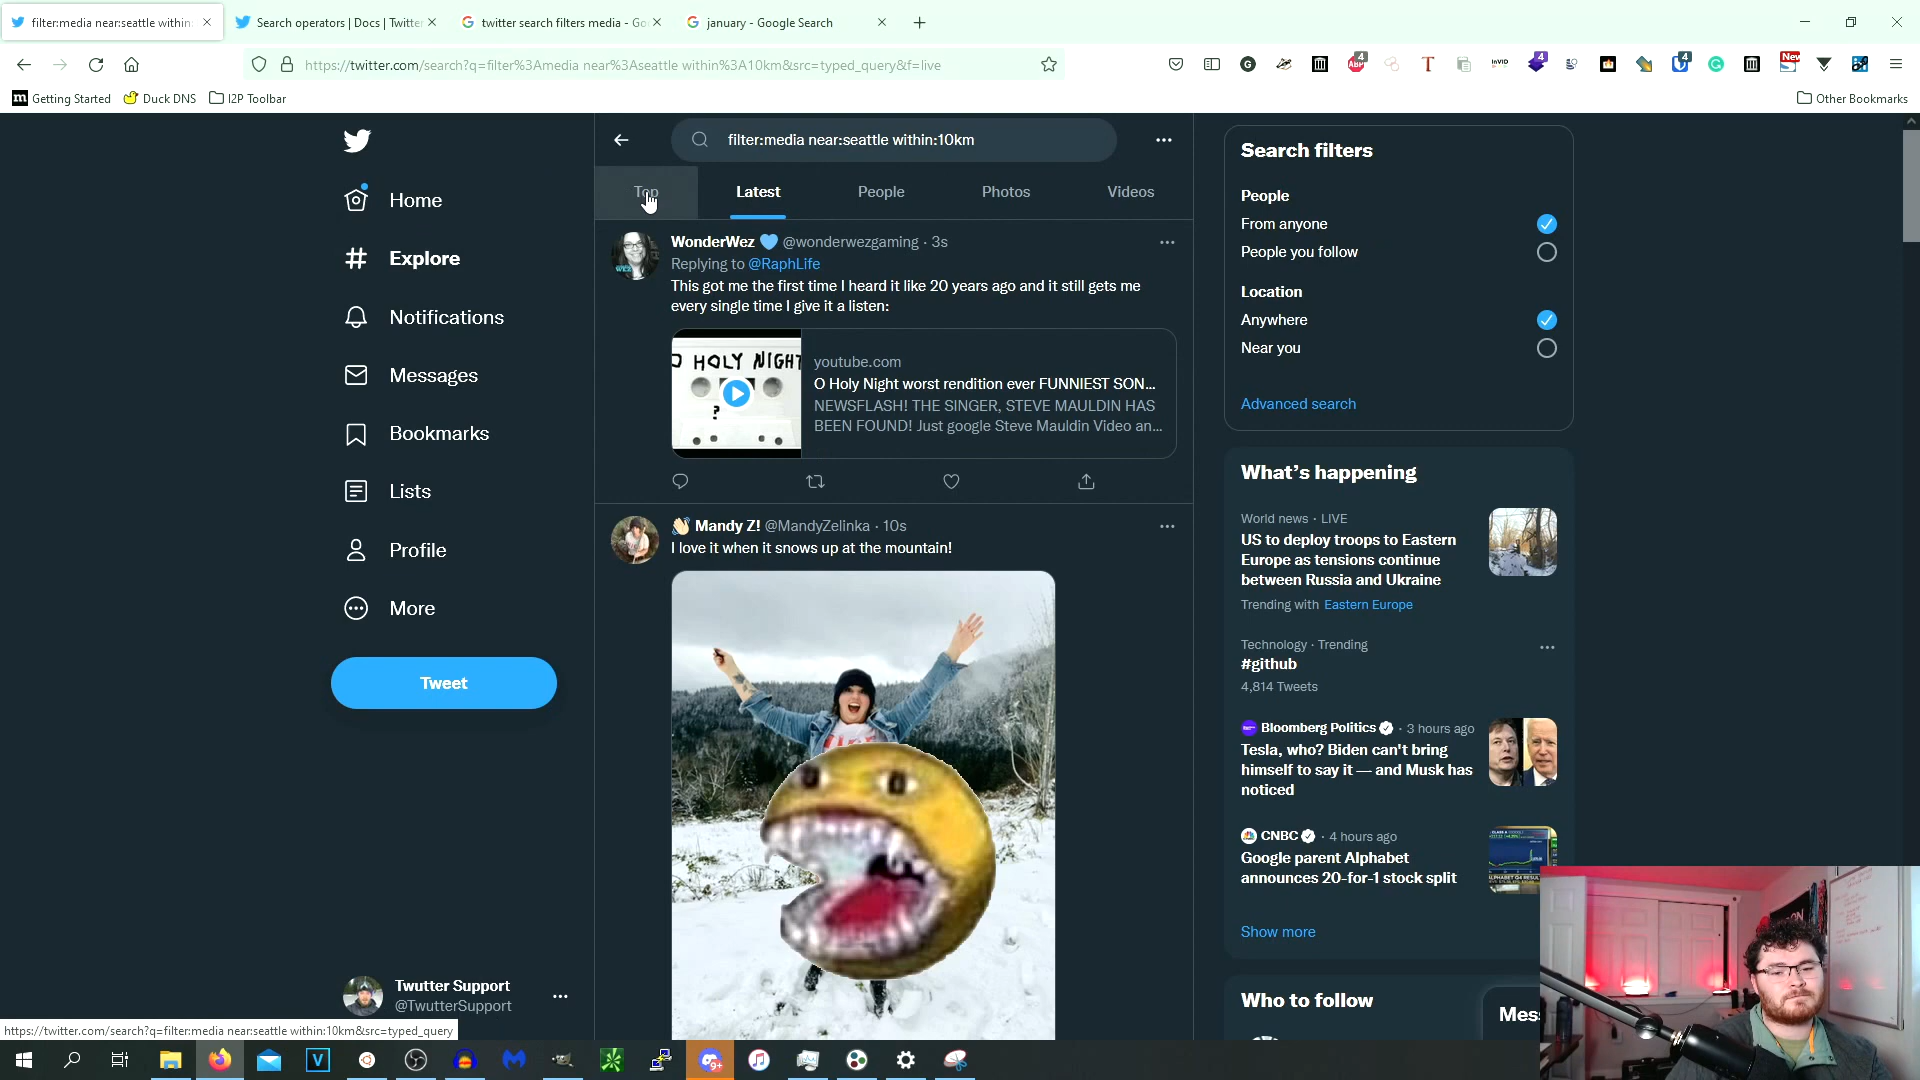 filter:media near:seattle within:
Search operators | Docs | Twitte
twitter search filters media - Go
january - Google Search
https://twitter.com/search?q=filter%3Amedia near%3Aseattle within%3A10km&src=typed_query&f=live
Getting Started
Duck DNS
I2P Toolbar
Other Bookmarks
filter:media near:seattle within:10km
Top
Latest
People
Photos
Videos
Home
Explore
Notifications
Messages
Bookmarks
Lists
Profile
More
Tweet
Twutter Support
@TwutterSupport
WonderWez @wonderwezgaming · 3s
Replying to @RaphLife
This got me the first time I heard it like 20 years ago and it still gets me
every single time I give it a listen:
O HOLY NIGHT
?
youtube.com
O Holy Night worst rendition ever FUNNIEST SON...
NEWSFLASH! THE SINGER, STEVE MAULDIN HAS
BEEN FOUND! Just google Steve Mauldin Video an...
Mandy Z! @MandyZelinka · 10s
I love it when it snows up at the mountain!
Search filters
People
From anyone
People you follow
Location
Anywhere
Near you
Advanced search
What's happening
World news · LIVE
US to deploy troops to Eastern
Europe as tensions continue
between Russia and Ukraine
Trending with Eastern Europe
Technology · Trending
#github
4,814 Tweets
Bloomberg Politics · 3 hours ago
Tesla, who? Biden can't bring
himself to say it — and Musk has
noticed
CNBC · 4 hours ago
Google parent Alphabet
announces 20-for-1 stock split
Show more
Who to follow
Mes
https://twitter.com/search?q=filter:media near:seattle within:10km&src=typed_query